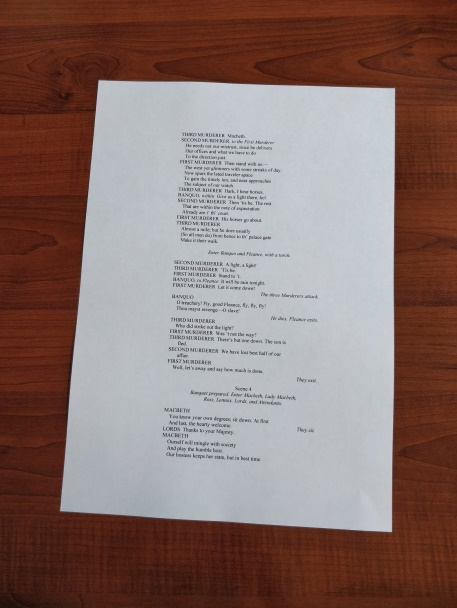 THIRD MURDERER Macbeth.
SECOND MURDERER, to the First Murderer
He needs not our mistrust, since he delivers
Our offices and what we have to do
To the direction just.
FIRST MURDERER Then stand with us.—
The west yet glimmers with some streaks of day.
Now spurs the lated traveler apace
To gain the timely inn, and near approaches
The subject of our watch.
THIRD MURDERER Hark, I hear horses.
BANQUO, within Give us a light there, ho!
SECOND MURDERER Then 'tis he. The rest
That are within the note of expectation
Already are i' th' court.
FIRST MURDERER His horses go about.
THIRD MURDERER
Almost a mile; but he does usually
(So all men do) from hence to th' palace gate
Make it their walk.
Enter Banquo and Fleance, with a torch.
SECOND MURDERER A light, a light!
THIRD MURDERER 'Tis he.
FIRST MURDERER Stand to 't.
BANQUO, to Fleance It will be rain tonight.
FIRST MURDERER Let it come down!
The three Murderers attack.
BANQUO
O treachery! Fly, good Fleance, fly, fly, fly!
Thou mayst revenge—O slave!
He dies. Fleance exits.
THIRD MURDERER
Who did strike out the light?
FIRST MURDERER Was 't not the way?
THIRD MURDERER There's but one down. The son is
fled.
SECOND MURDERER We have lost best half of our
affair.
FIRST MURDERER
Well, let's away and say how much is done.
They exit.
Scene 4
Banquet prepared. Enter Macbeth, Lady Macbeth,
Ross, Lennox, Lords, and Attendants.
MACBETH
You know your own degrees; sit down. At first
And last, the hearty welcome.
They sit.
LORDS Thanks to your Majesty.
MACBETH
Ourself will mingle with society
And play the humble host.
Our hostess keeps her state, but in best time